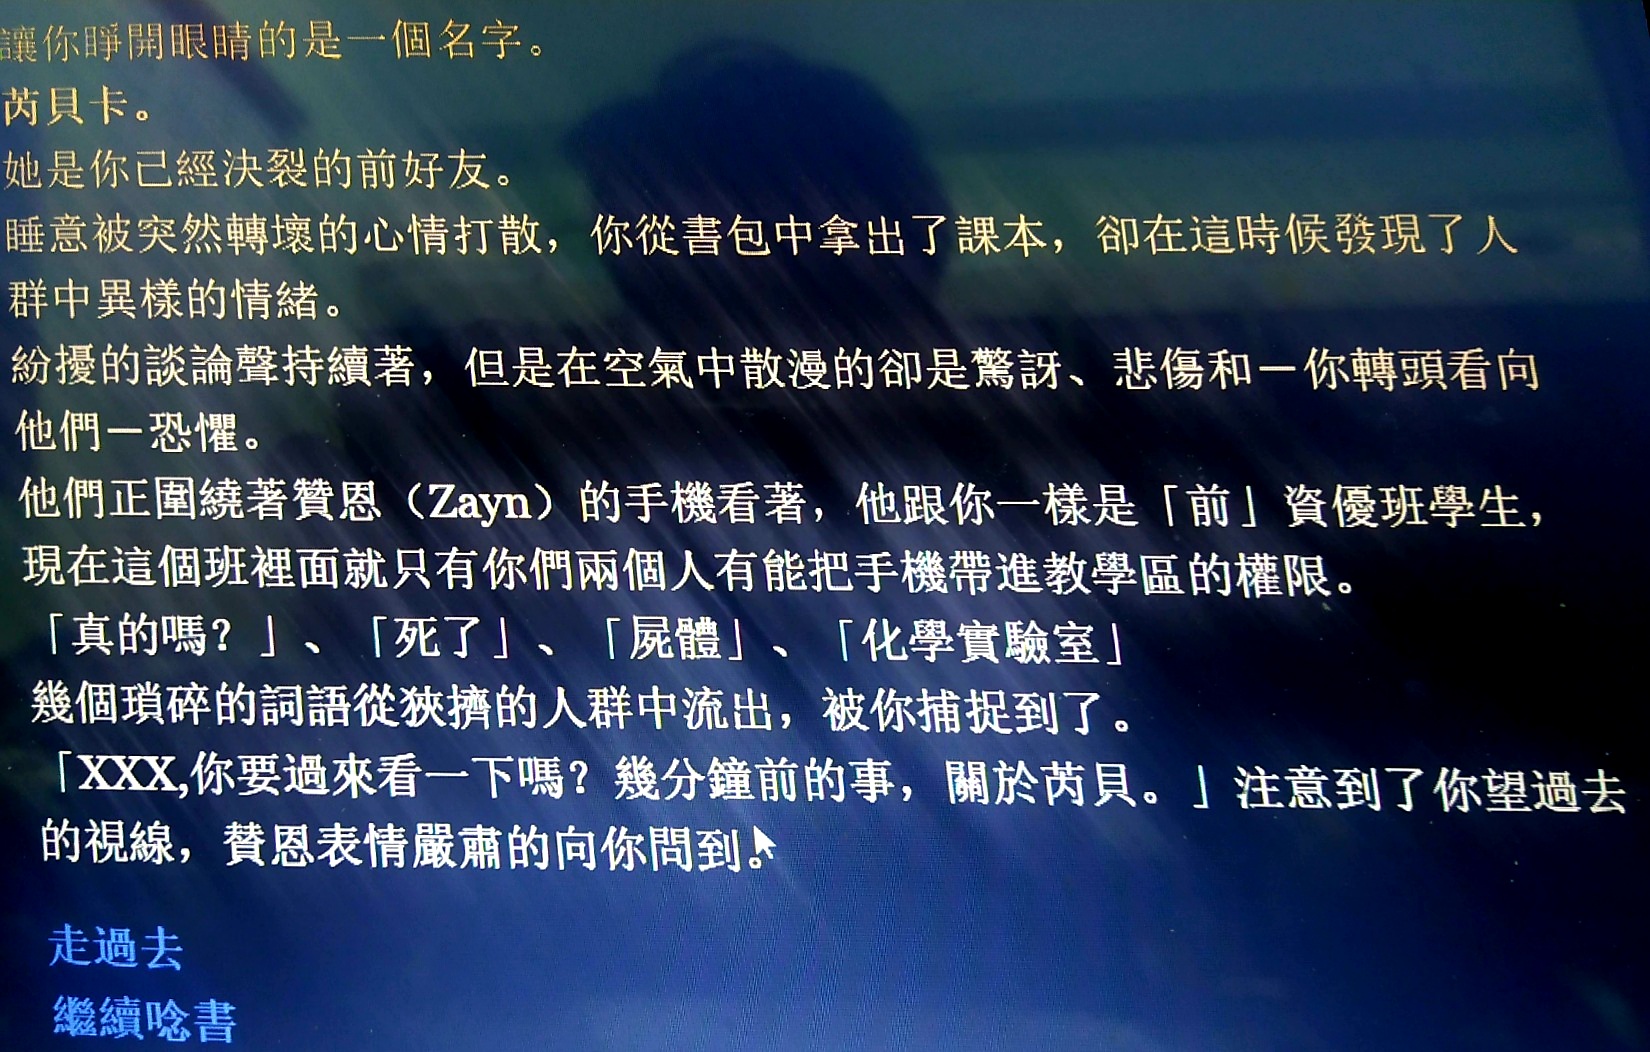 讓你睜開眼睛的是一個名字。
芮貝卡。
她是你已經決裂的前好友。
睡意被突然轉壞的心情打散，你從書包中拿出了課本，卻在這時候發現了人
群中異樣的情緒。
紛擾的談論聲持續著，但是在空氣中散漫的卻是驚訝、悲傷和－你轉頭看向
他們－恐懼。
他們正圍繞著贊恩（Zayn）的手機看著，他跟你一樣是「前」資優班學生，
現在這個班裡面就只有你們兩個人有能把手機帶進教學區的權限。
「真的嗎？」、「死了」、「屍體」、「化學實驗室」
幾個瑣碎的詞語從狹擠的人群中流出，被你捕捉到了。
「XXX,你要過來看一下嗎？幾分鐘前的事，關於芮貝。」注意到了你望過去
的視線，贊恩表情嚴肅的向你問到。
走過去
繼續唸書